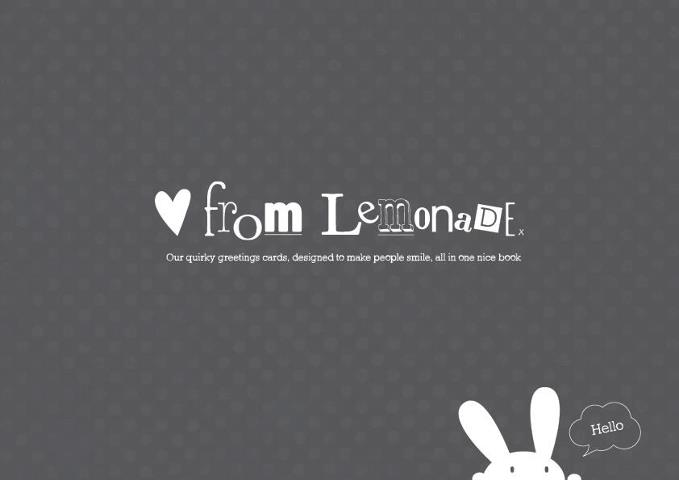 ♥ from LemonaDE x
Our quirky greetings cards, designed to make people smile, all in one nice book
Hello